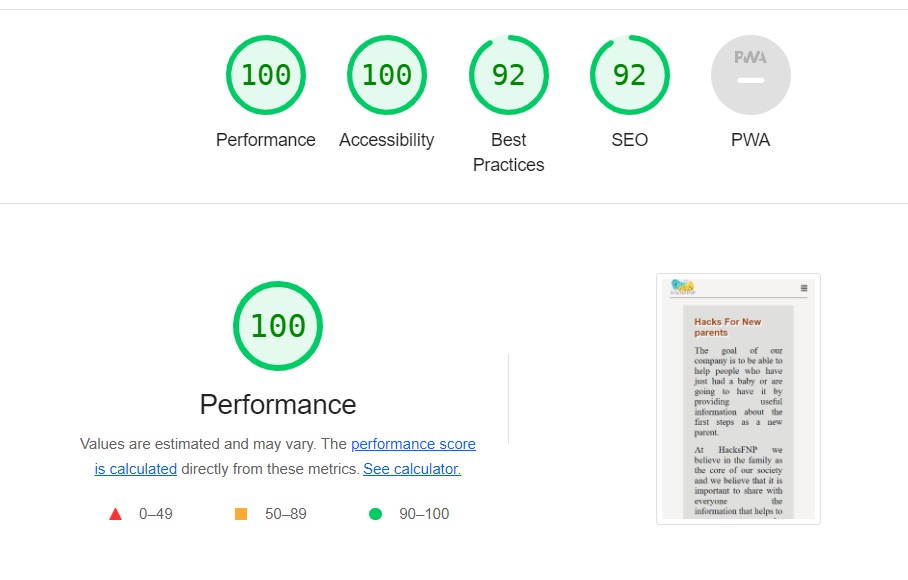 100
100
92
92
PWA
Performance
Accessibility
Best
Practices
SEO
PWA
100
Performance
Values are estimated and may vary. The performance score
is calculated directly from these metrics. See calculator.
0–49
50–89
90–100
Hacks For New
parents
The goal of our
company is to be able to
help people who have
just had a baby or are
going to have it by
providing useful
information about the
first steps as a new
parent.
At HacksFNP we
believe in the family as
the core of our society
and we believe that it is
important to share with
everyone the
information that helps to